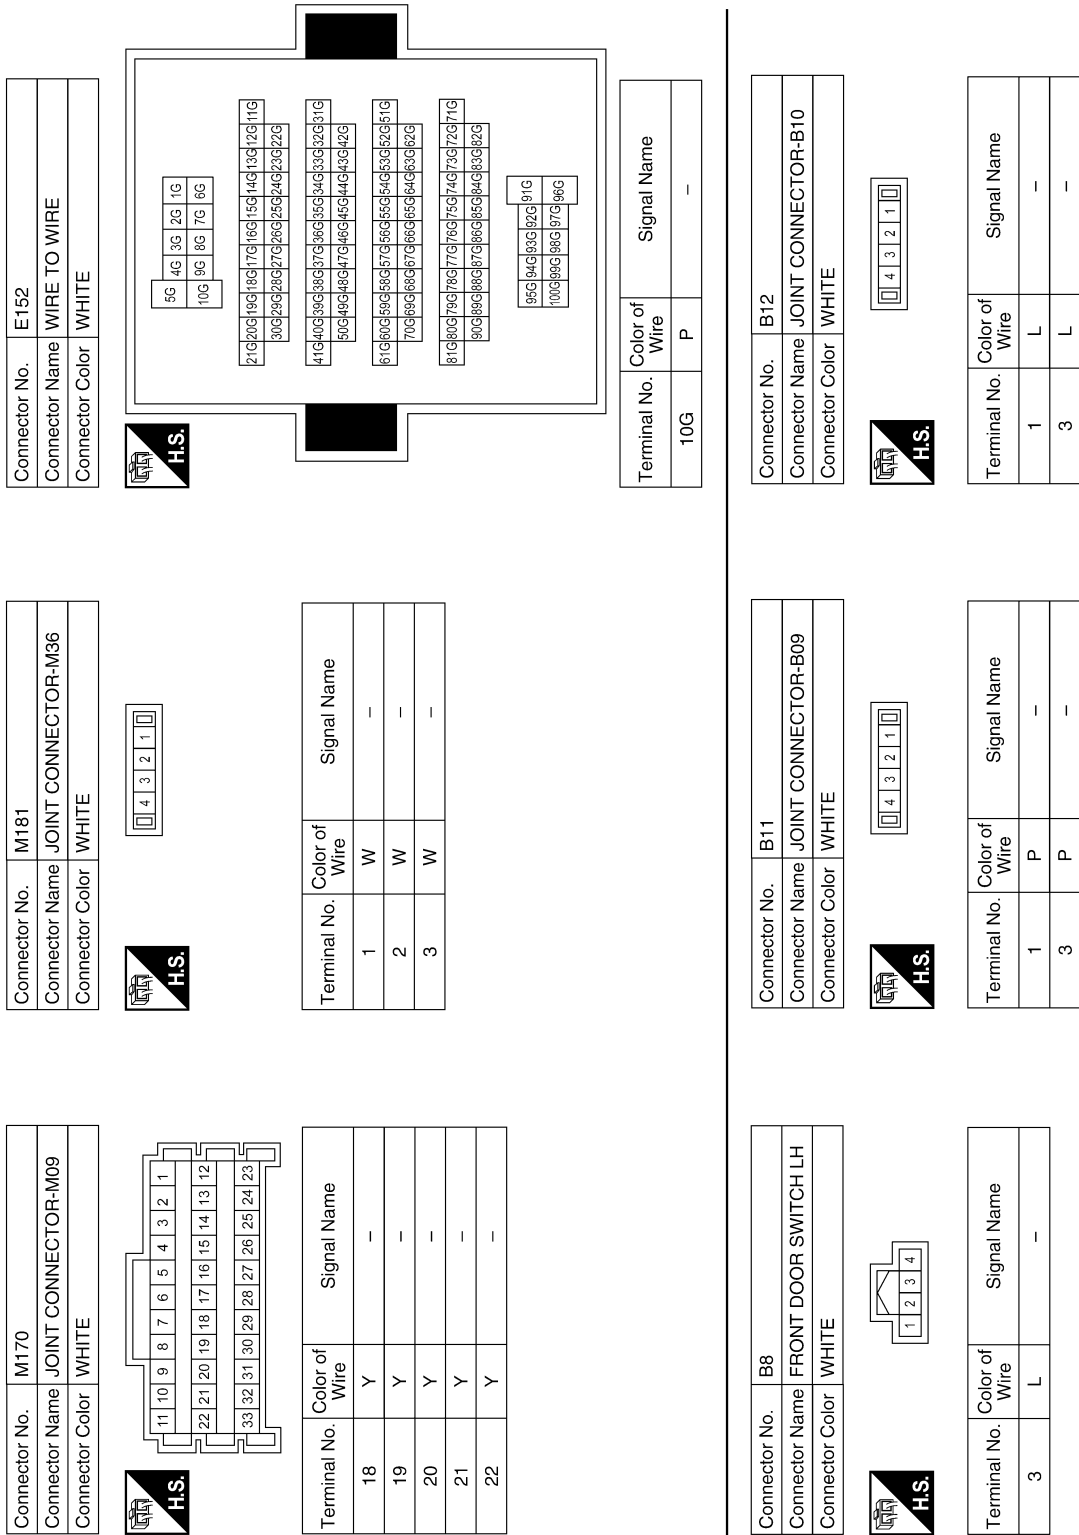 Connector No. M170
Connector Name JOINT CONNECTOR-M09
Connector Color WHITE
H.S.
11 10 9 8 7 6 5 4 3 2 1
22 21 20 19 18 17 16 15 14 13 12
33 32 31 30 29 28 27 26 25 24 23
Terminal No. Color of Wire Signal Name
18 Y –
19 Y –
20 Y –
21 Y –
22 Y –
Connector No. M181
Connector Name JOINT CONNECTOR-M36
Connector Color WHITE
H.S.
4 3 2 1
Terminal No. Color of Wire Signal Name
1 W –
2 W –
3 W –
Connector No. E152
Connector Name WIRE TO WIRE
Connector Color WHITE
H.S.
5G 4G 3G 2G 1G
10G 9G 8G 7G 6G
21G 20G 19G 18G 17G 16G 15G 14G 13G 12G 11G
30G 29G 28G 27G 26G 25G 24G 23G 22G
41G 40G 39G 38G 37G 36G 35G 34G 33G 32G 31G
50G 49G 48G 47G 46G 45G 44G 43G 42G
61G 60G 59G 58G 57G 56G 55G 54G 53G 52G 51G
70G 69G 68G 67G 66G 65G 64G 63G 62G
81G 80G 79G 78G 77G 76G 75G 74G 73G 72G 71G
90G 89G 88G 87G 86G 85G 84G 83G 82G
95G 94G 93G 92G 91G
100G 99G 98G 97G 96G
Terminal No. Color of Wire Signal Name
10G P –
Connector No. B8
Connector Name FRONT DOOR SWITCH LH
Connector Color WHITE
H.S.
1 2 3 4
Terminal No. Color of Wire Signal Name
3 L –
Connector No. B11
Connector Name JOINT CONNECTOR-B09
Connector Color WHITE
H.S.
4 3 2 1
Terminal No. Color of Wire Signal Name
1 P –
3 P –
Connector No. B12
Connector Name JOINT CONNECTOR-B10
Connector Color WHITE
H.S.
4 3 2 1
Terminal No. Color of Wire Signal Name
1 L –
3 L –